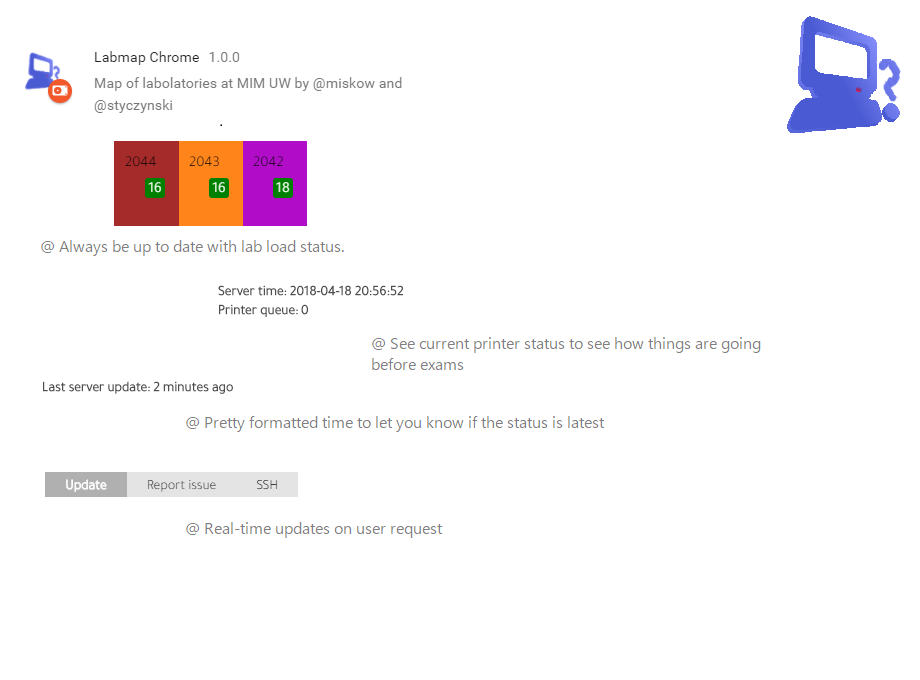 Labmap Chrome 1.0.0
Map of labolatories at MIM UW by @miskow and
@styczynski
.
2044 2043 2042
16 16 18
@ Always be up to date with lab load status.
Server time: 2018-04-18 20:56:52
Printer queue: 0
@ See current printer status to see how things are going
before exams
Last server update: 2 minutes ago
@ Pretty formatted time to let you know if the status is latest
Update Report issue SSH
@ Real-time updates on user request